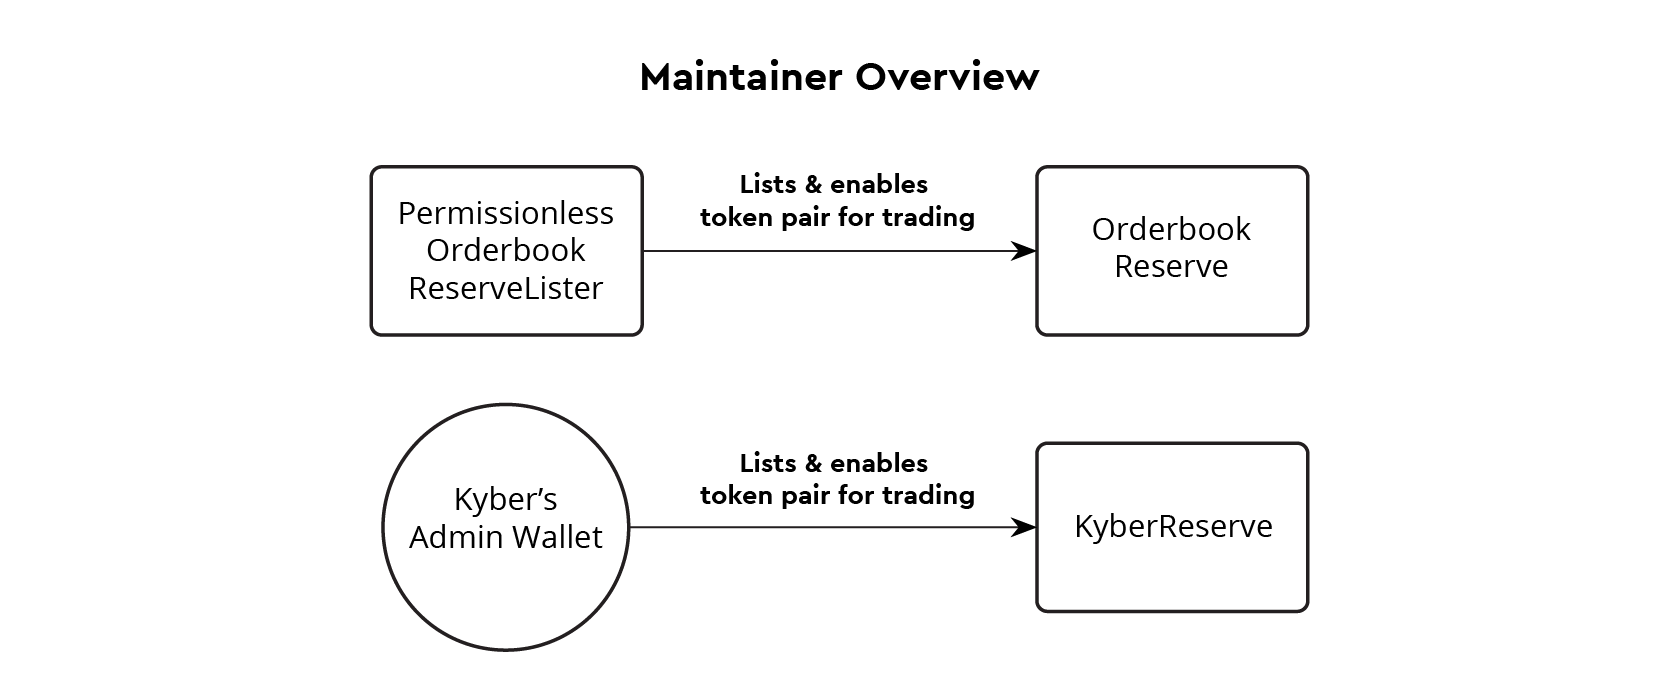 Maintainer Overview
Permissionless
Orderbook
ReserveLister
Lists & enables
token pair for trading
Orderbook
Reserve
Kyber’s
Admin Wallet
Lists & enables
token pair for trading
KyberReserve